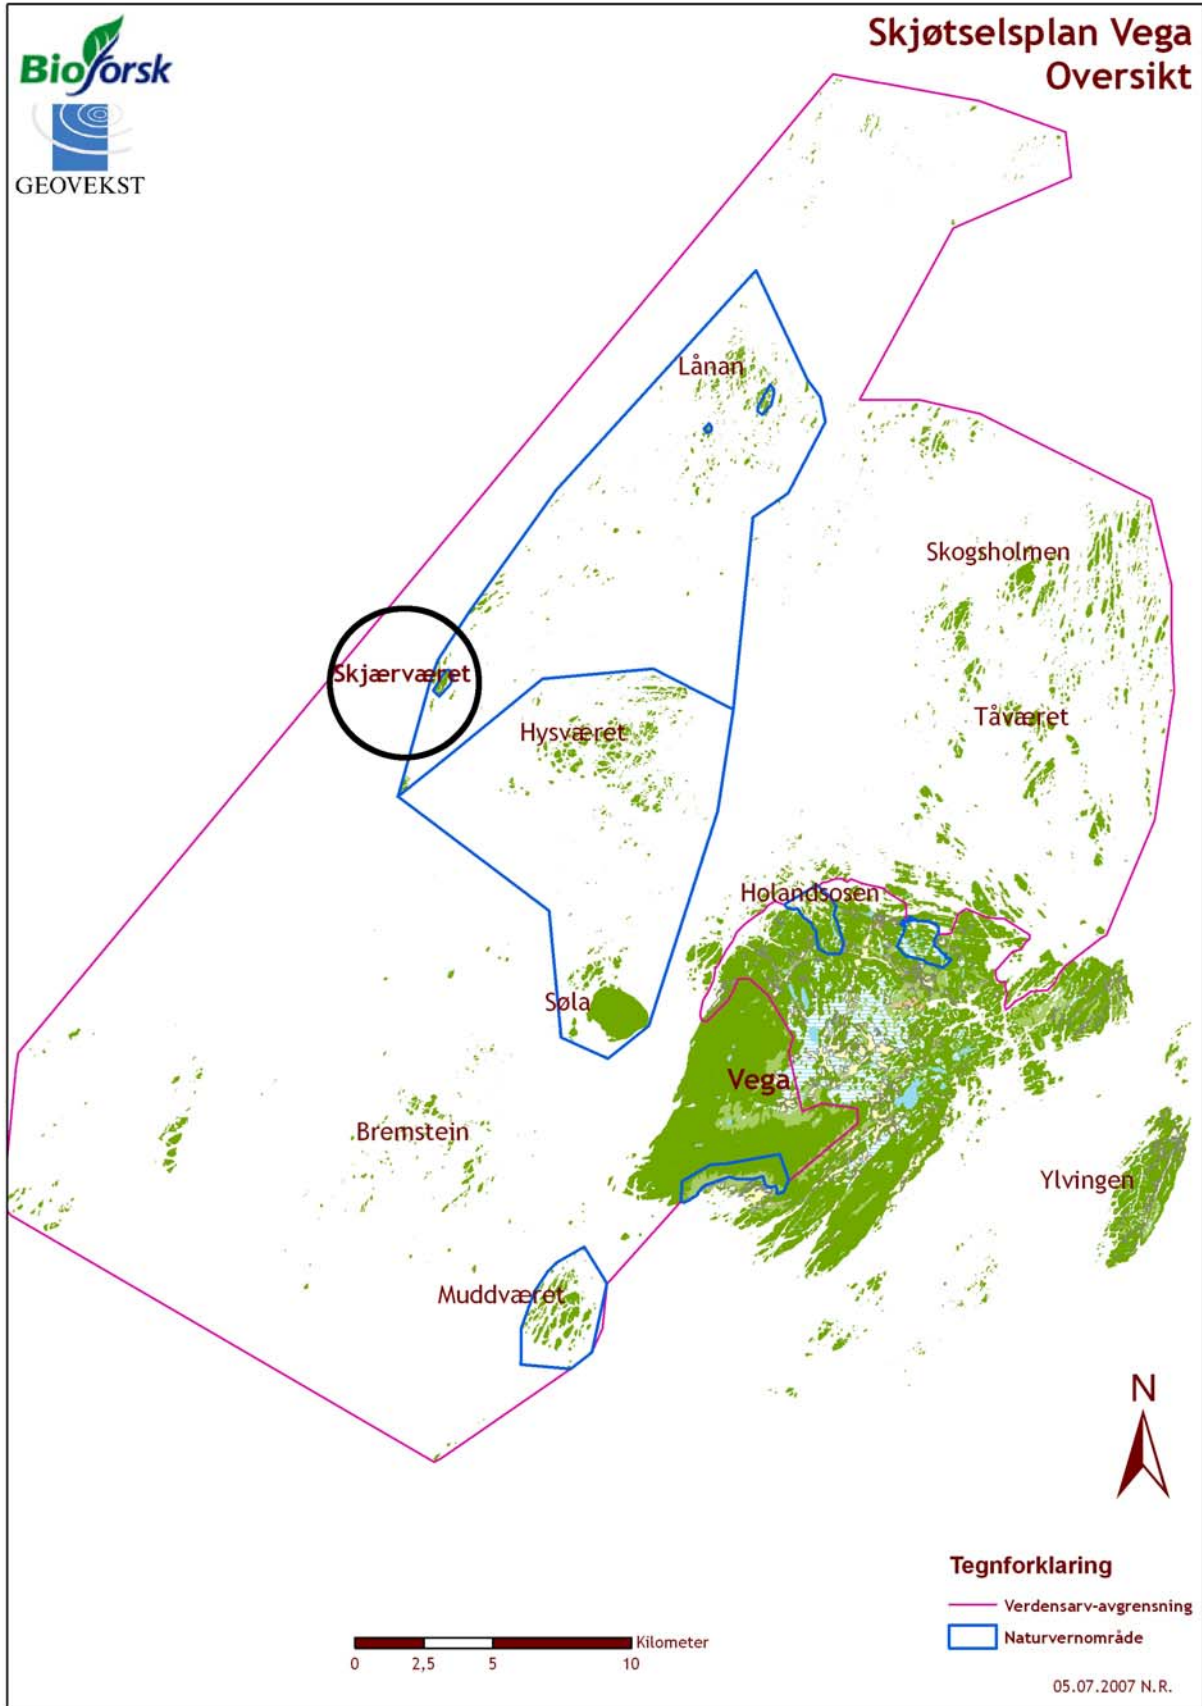 Bioforsk
GEOVEKST
Skjøtselsplan Vega
Oversikt
Lånan
Skogsholmen
Skjærværet
Tåværet
Hysværet
Holandsosen
Søla
Vega
Bremstein
Ylvingen
Muddværet
N
Tegnforklaring
Verdensarv-avgrensning
Naturvernområde
Kilometer
0 2,5 5 10
05.07.2007 N.R.